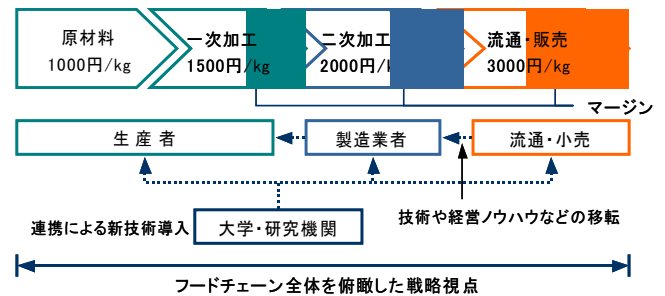 原材料
1000円/kg
一次加工
1500円/kg
二次加工
2000円/k
流通・販売
3000円/kg
マージン
生産者
製造業者
流通・小売
連携による新技術導入
大学・研究機関
技術や経営ノウハウなどの移転
フードチェーン全体を俯瞰した戦略視点